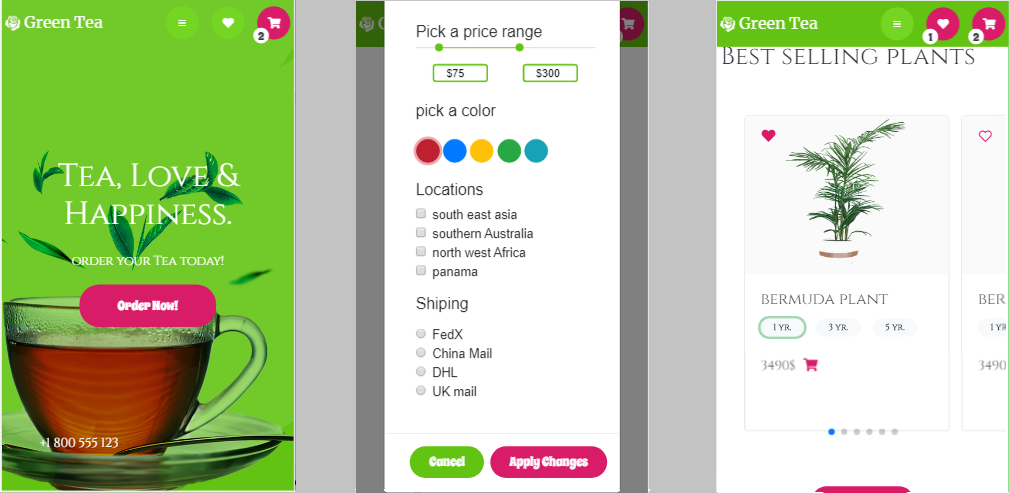 Green Tea
2
Tea, Love &
Happiness.
order your Tea today!
Order Now!
+1 800 555 123
Pick a price range
$75 $300
pick a color
Locations
south east asia
southern Australia
north west Africa
panama
Shiping
FedX
China Mail
DHL
UK mail
Cancel Apply Changes
Green Tea
1 2
Best selling plants
Bermuda plant
1 yr. 3 yr. 5 yr.
3490$